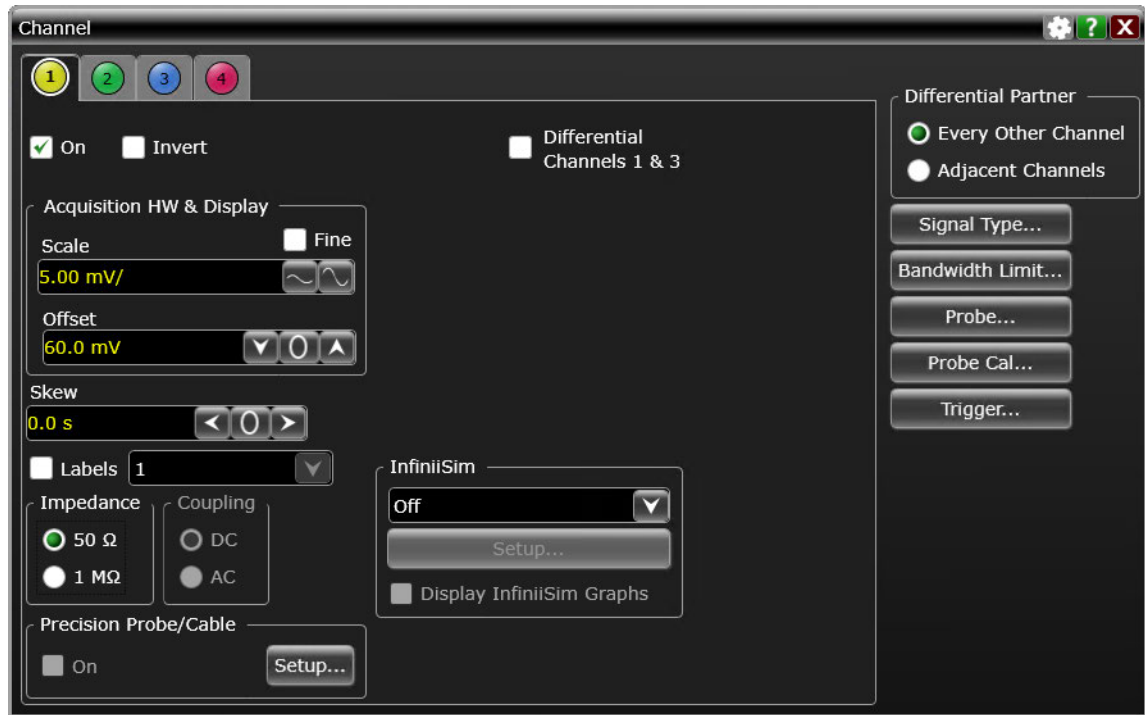 Channel
?
X
1
2
3
4
On
Invert
Differential
Channels 1 & 3
Acquisition HW & Display
Scale
Fine
5.00 mV/
Offset
60.0 mV
0
Skew
0.0 s
0
Labels
1
Impedance
50 Ω
1 MΩ
Coupling
DC
AC
InfiniiSim
Off
Setup...
Display InfiniiSim Graphs
Precision Probe/Cable
On
Setup...
Differential Partner
Every Other Channel
Adjacent Channels
Signal Type...
Bandwidth Limit...
Probe...
Probe Cal...
Trigger...